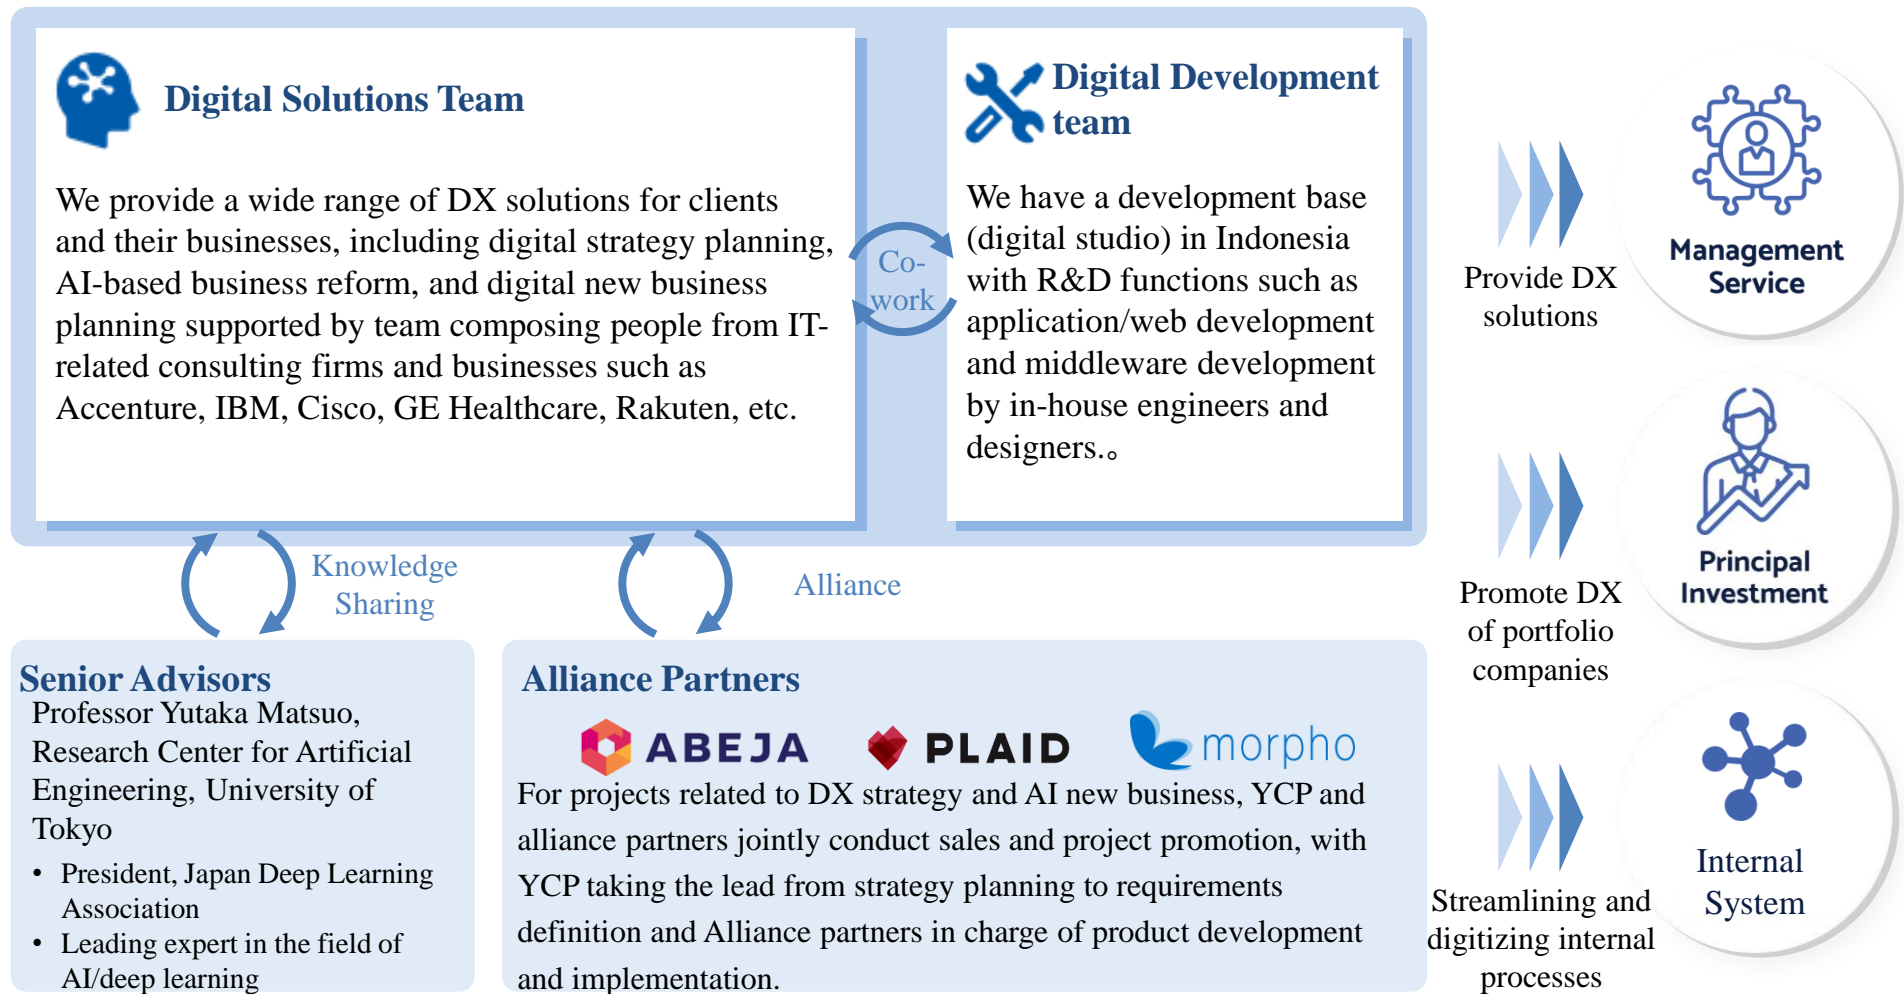 Digital Solutions Team
We provide a wide range of DX solutions for clients
and their businesses, including digital strategy planning,
AI-based business reform, and digital new business
planning supported by team composing people from IT-
related consulting firms and businesses such as
Accenture, IBM, Cisco, GE Healthcare, Rakuten, etc.
Co-
work
Digital Development
team
We have a development base
(digital studio) in Indonesia
with R&D functions such as
application/web development
and middleware development
by in-house engineers and
designers.。
Knowledge
Sharing
Alliance
Senior Advisors
Professor Yutaka Matsuo,
Research Center for Artificial
Engineering, University of
Tokyo
• President, Japan Deep Learning
Association
• Leading expert in the field of
AI/deep learning
Alliance Partners
ABEJA
PLAID
morpho
For projects related to DX strategy and AI new business, YCP and
alliance partners jointly conduct sales and project promotion, with
YCP taking the lead from strategy planning to requirements
definition and Alliance partners in charge of product development
and implementation.
Provide DX
solutions
Management
Service
Promote DX
of portfolio
companies
Principal
Investment
Streamlining and
digitizing internal
processes
Internal
System